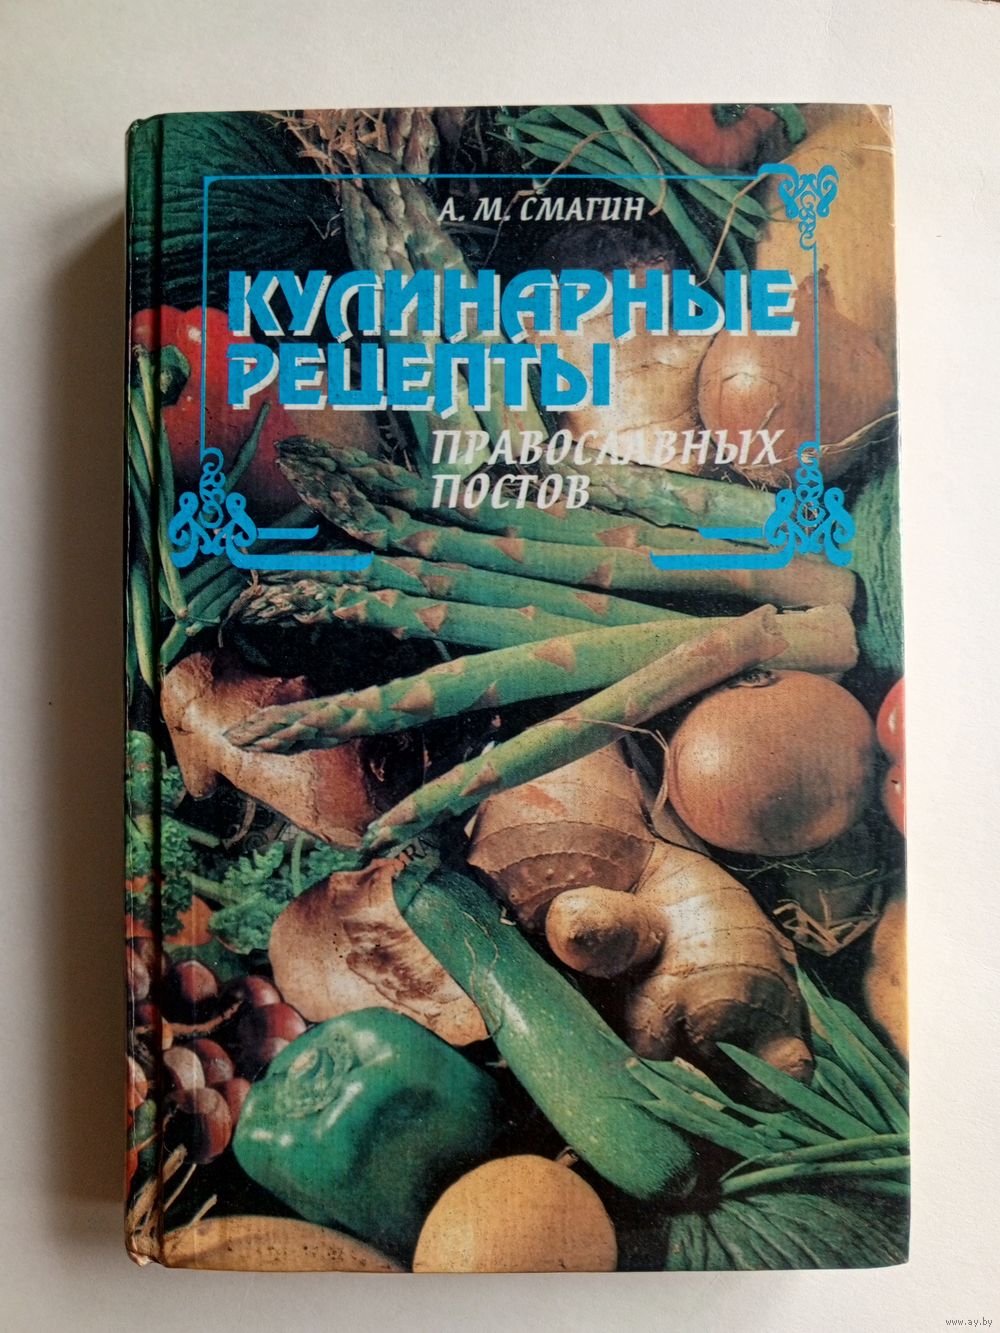 А. М. СМАГИН
КУЛИНАРНЫЕ
РЕЦЕПТЫ
ПРАВОСЛАВНЫХ
ПОСТОВ
www.ay.by